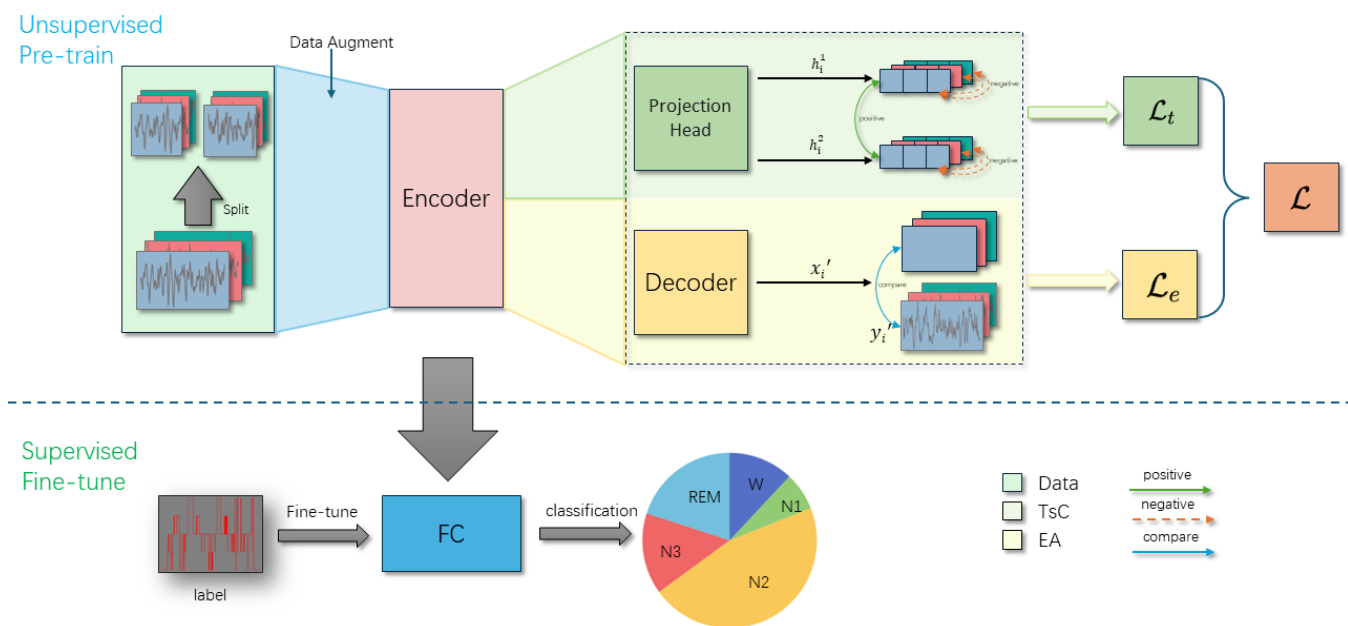 Unsupervised
Pre-train
Data Augment
Split
Encoder
Projection
Head
h_i^1
h_i^2
positive
negative
negative
Decoder
x_i′
compare
y_i′
ℒ_t
ℒ_e
ℒ
Supervised
Fine-tune
label
Fine-tune
FC
classification
REM
W
N1
N2
N3
Data
TsC
EA
positive
negative
compare